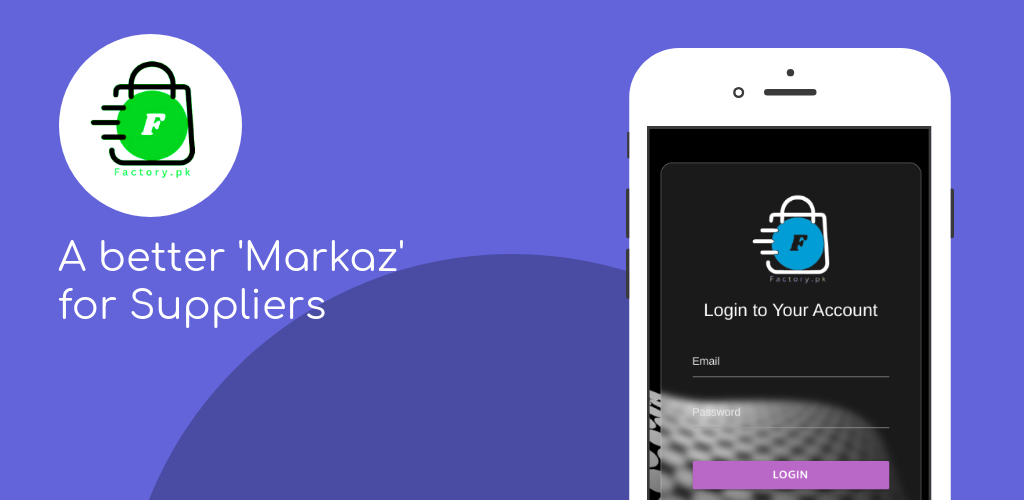 F
Factory.pk
A better 'Markaz'
for Suppliers
F
Factory.pk
Login to Your Account
Email
Password
LOGIN